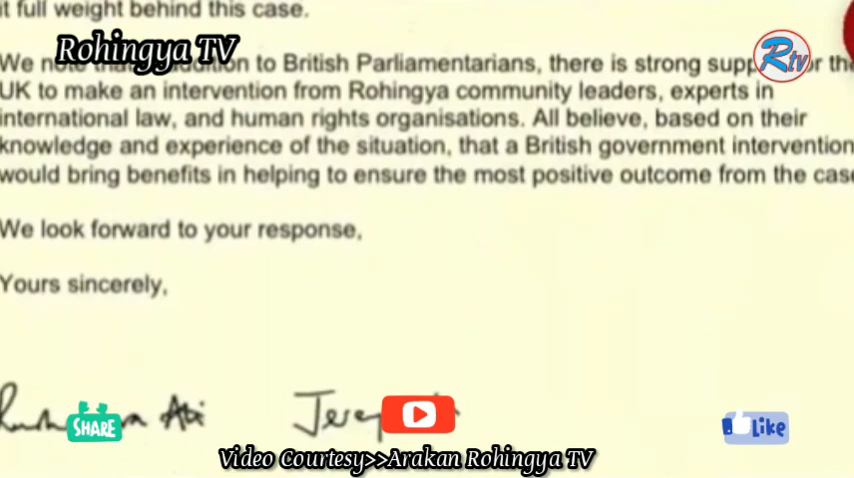 it full weight behind this case.
Rohingya TV
Rtv
We note that in addition to British Parliamentarians, there is strong support for the
UK to make an intervention from Rohingya community leaders, experts in
international law, and human rights organisations. All believe, based on their
knowledge and experience of the situation, that a British government intervention
would bring benefits in helping to ensure the most positive outcome from the case
We look forward to your response,
Yours sincerely,
Ali
SHARE
Like
Video Courtesy>>Arakan Rohingya TV